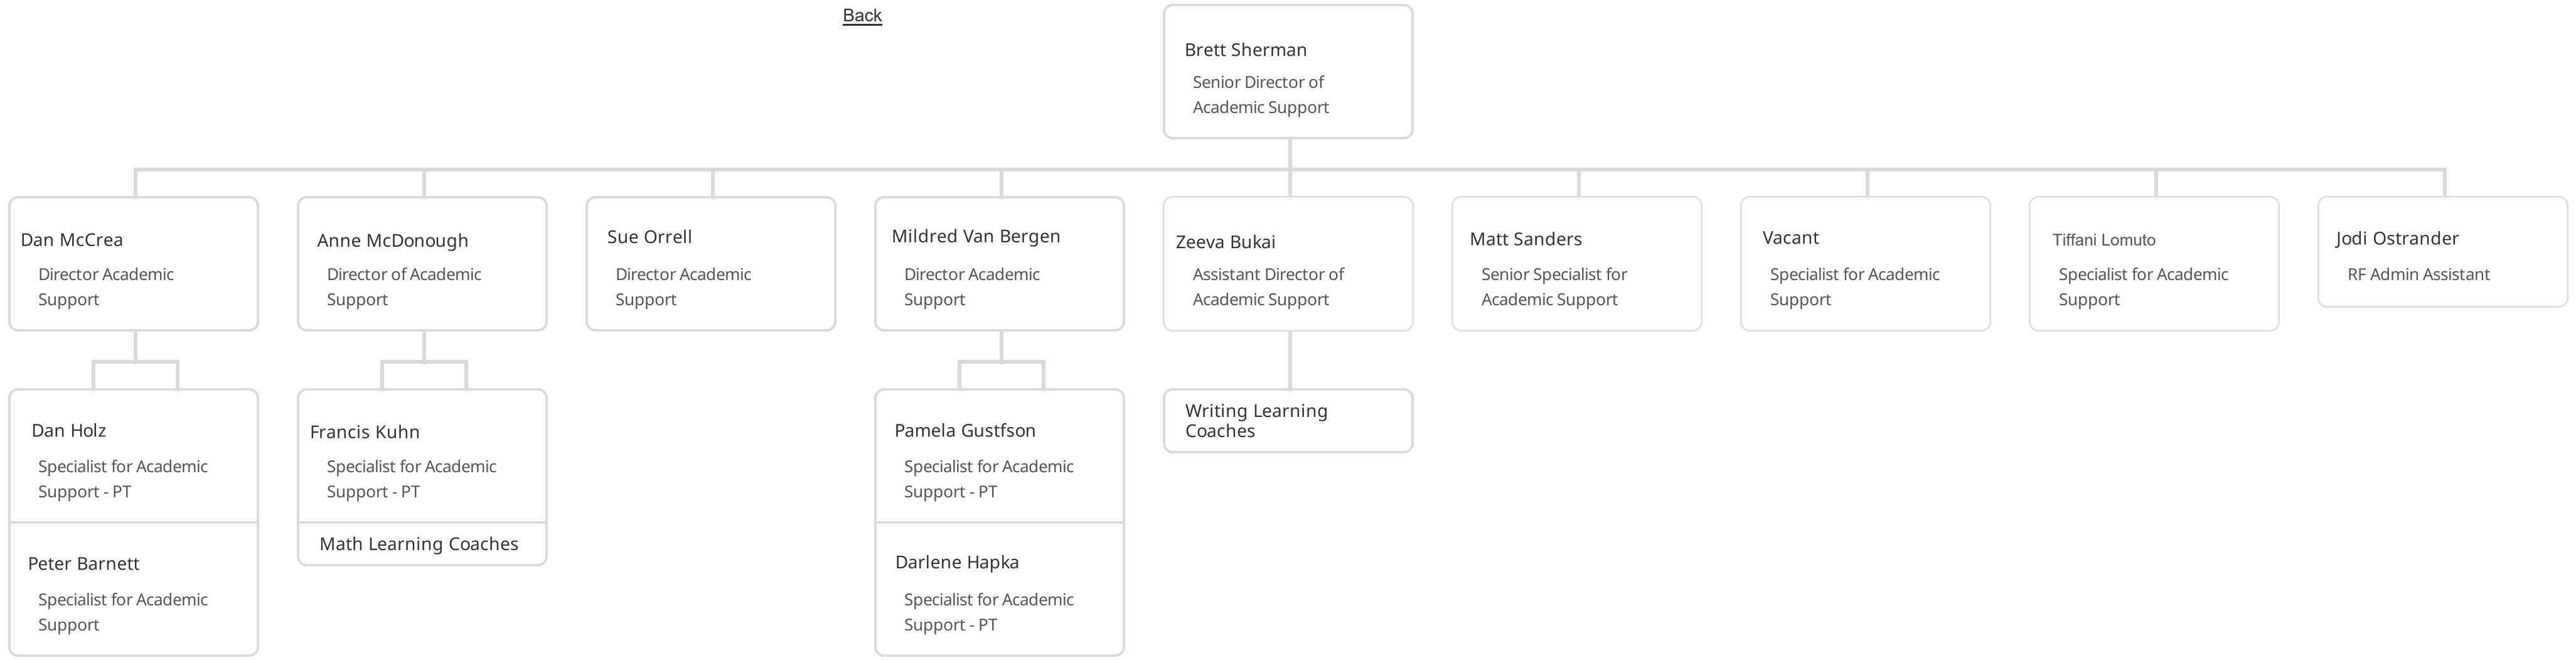 Back
Brett Sherman
Senior Director of
Academic Support
Dan McCrea
Director Academic
Support
Anne McDonough
Director of Academic
Support
Sue Orrell
Director Academic
Support
Mildred Van Bergen
Director Academic
Support
Zeeva Bukai
Assistant Director of
Academic Support
Matt Sanders
Senior Specialist for
Academic Support
Vacant
Specialist for Academic
Support
Tiffani Lomuto
Specialist for Academic
Support
Jodi Ostrander
RF Admin Assistant
Dan Holz
Specialist for Academic
Support - PT
Peter Barnett
Specialist for Academic
Support
Francis Kuhn
Specialist for Academic
Support - PT
Math Learning Coaches
Pamela Gustfson
Specialist for Academic
Support - PT
Darlene Hapka
Specialist for Academic
Support - PT
Writing Learning
Coaches